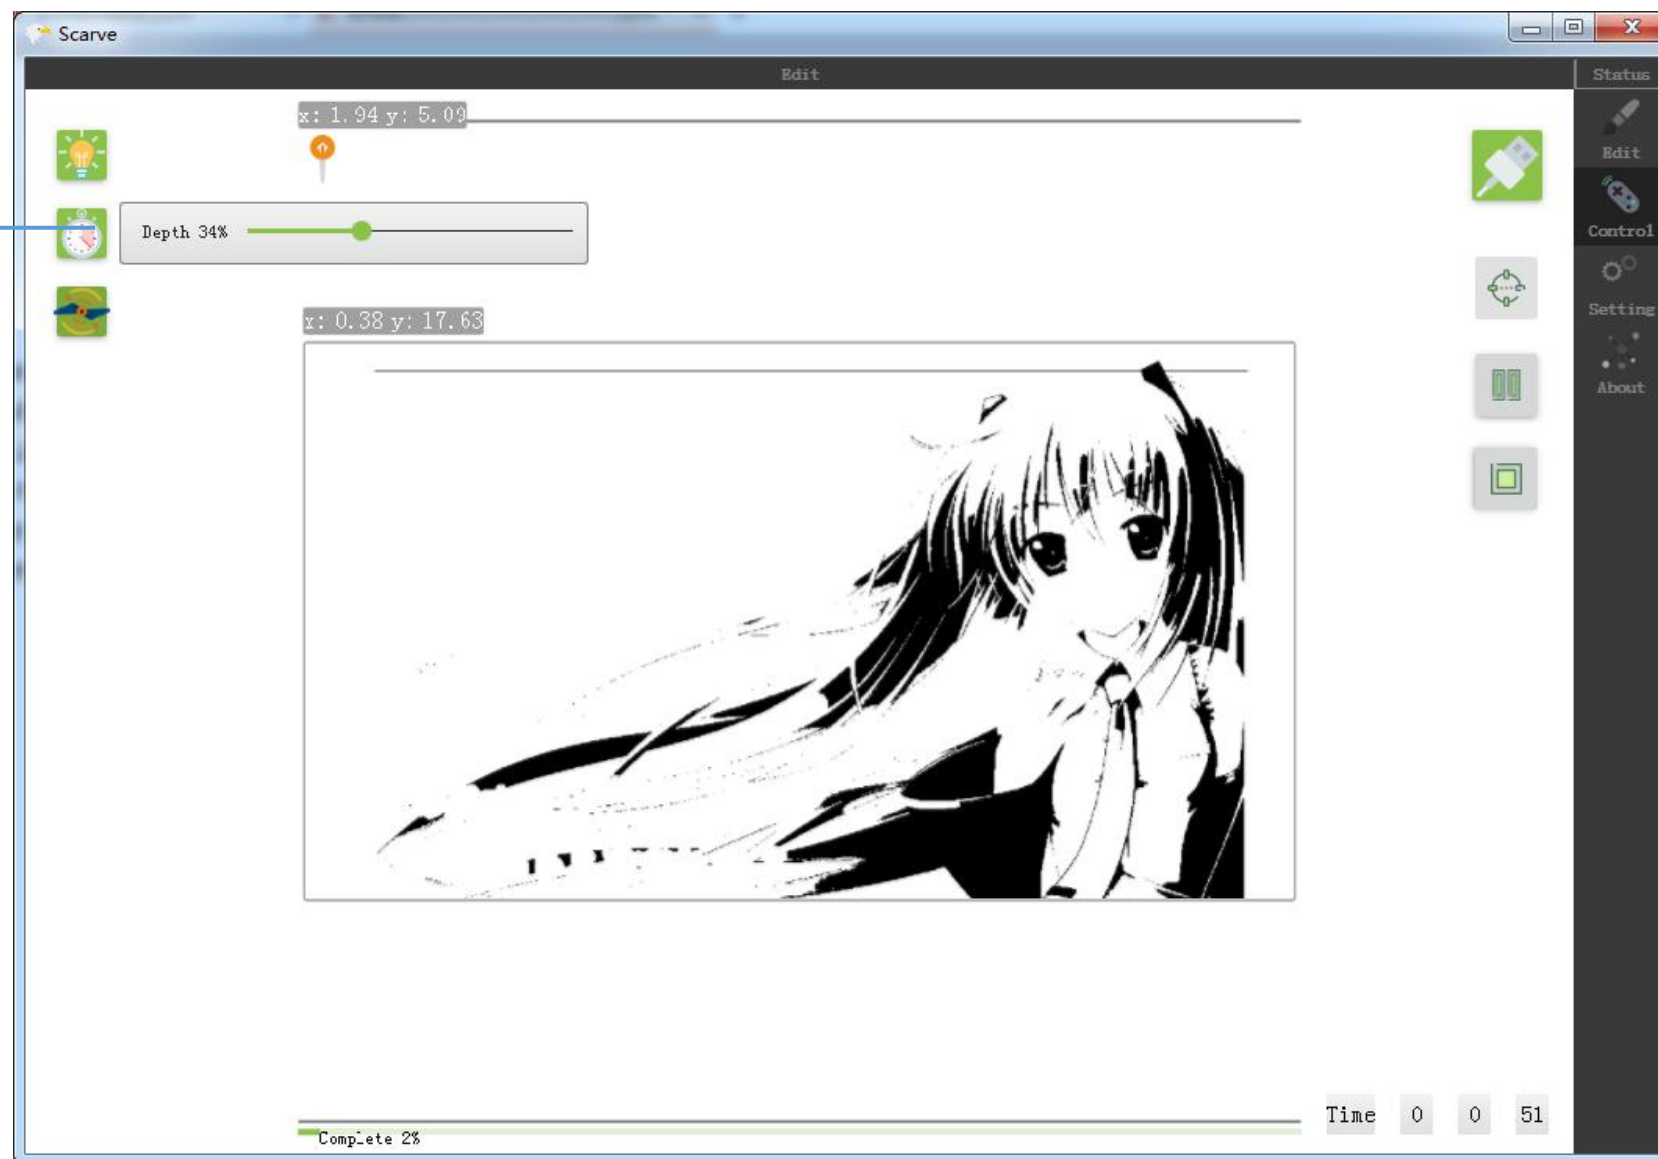 Scarve
Edit
Status
x: 1.94 y: 5.09
Edit
Depth 34%
Control
Setting
x: 0.38 y: 17.63
About
Time 0 0 51
Complete 2%